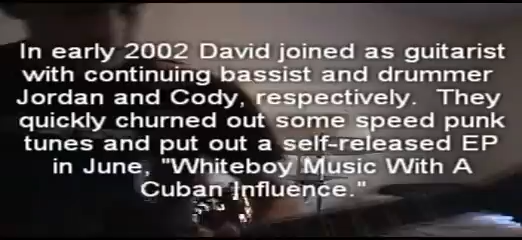 In early 2002 David joined as guitarist
with continuing bassist and drummer
Jordan and Cody, respectively.  They
quickly churned out some speed punk
tunes and put out a self-released EP
in June, "Whiteboy Music With A
Cuban Influence."